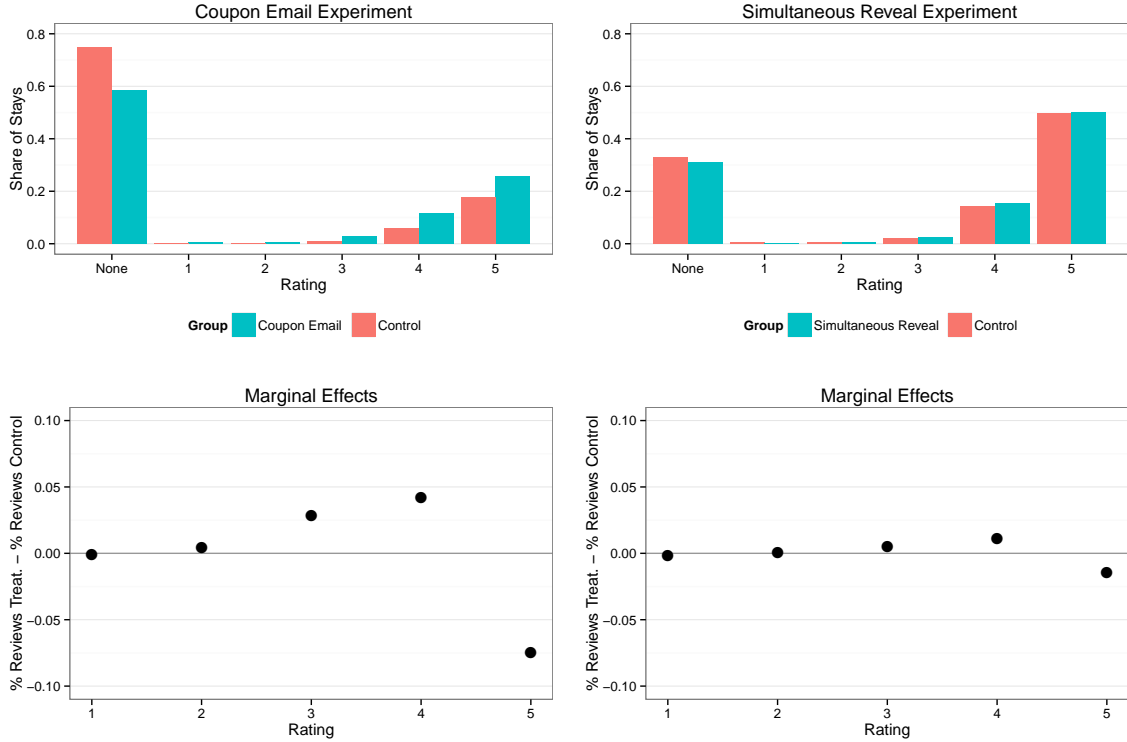 Coupon Email Experiment
Share of Stays
0.8
0.6
0.4
0.2
0.0
None 1 2 3 4 5
Rating
Group Coupon Email Control
Simultaneous Reveal Experiment
Share of Stays
0.8
0.6
0.4
0.2
0.0
None 1 2 3 4 5
Rating
Group Simultaneous Reveal Control
Marginal Effects
% Reviews Treat. − % Reviews Control
0.10
0.05
0.00
−0.05
−0.10
1 2 3 4 5
Rating
Marginal Effects
% Reviews Treat. − % Reviews Control
0.10
0.05
0.00
−0.05
−0.10
1 2 3 4 5
Rating